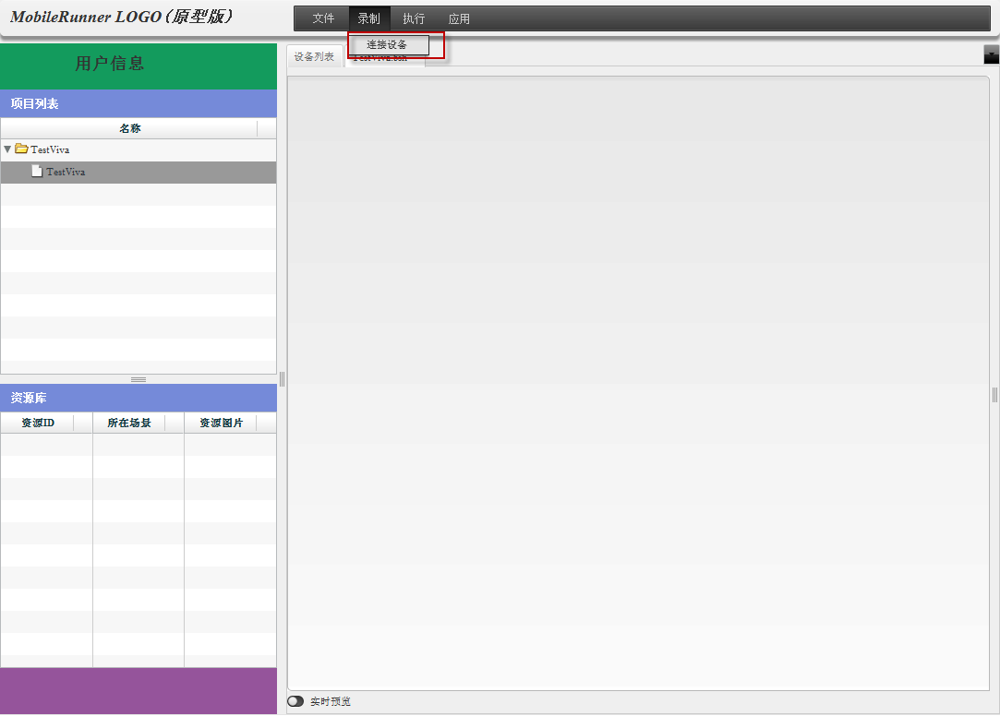 MobileRunner LOGO(原型版)
文件 录制 执行 应用
连接设备
用户信息
设备列表 TestViva.bsh
项目列表
名称
TestViva
TestViva
资源库
资源ID 所在场景 资源图片
实时预览